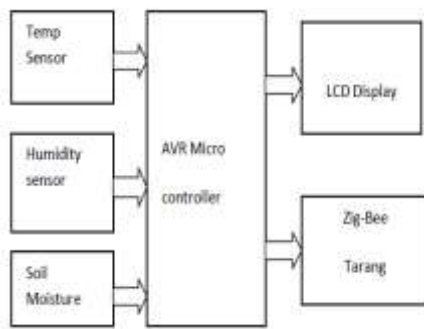 Temp
Sensor
Humidity
sensor
Soil
Moisture
AVR Micro
controller
LCD Display
Zig-Bee
Tarang